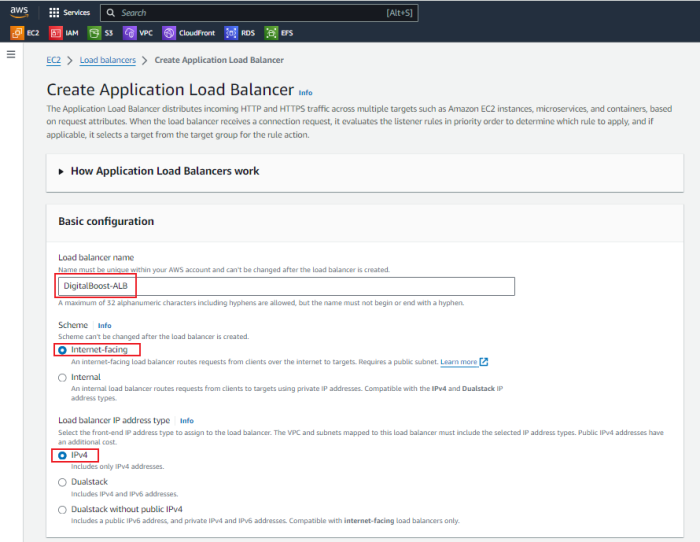 aws
Services
Search
[Alt+S]
EC2
IAM
S3
VPC
CloudFront
RDS
EFS
EC2 > Load balancers > Create Application Load Balancer
Create Application Load Balancer Info
The Application Load Balancer distributes incoming HTTP and HTTPS traffic across multiple targets such as Amazon EC2 instances, microservices, and containers, based
on request attributes. When the load balancer receives a connection request, it evaluates the listener rules in priority order to determine which rule to apply, and if
applicable, it selects a target from the target group for the rule action.
How Application Load Balancers work
Basic configuration
Load balancer name
Name must be unique within your AWS account and can't be changed after the load balancer is created.
DigitalBoost-ALB
A maximum of 32 alphanumeric characters including hyphens are allowed, but the name must not begin or end with a hyphen.
Scheme | Info
Scheme can't be changed after the load balancer is created.
Internet-facing
An internet-facing load balancer routes requests from clients over the internet to targets. Requires a public subnet. Learn more
Internal
An internal load balancer routes requests from clients to targets using private IP addresses. Compatible with the IPv4 and Dualstack IP
address types.
Load balancer IP address type | Info
Select the front-end IP address type to assign to the load balancer. The VPC and subnets mapped to this load balancer must include the selected IP address types. Public IPv4 addresses have
an additional cost.
IPv4
Includes only IPv4 addresses.
Dualstack
Includes IPv4 and IPv6 addresses.
Dualstack without public IPv4
Includes a public IPv6 address, and private IPv4 and IPv6 addresses. Compatible with internet-facing load balancers only.